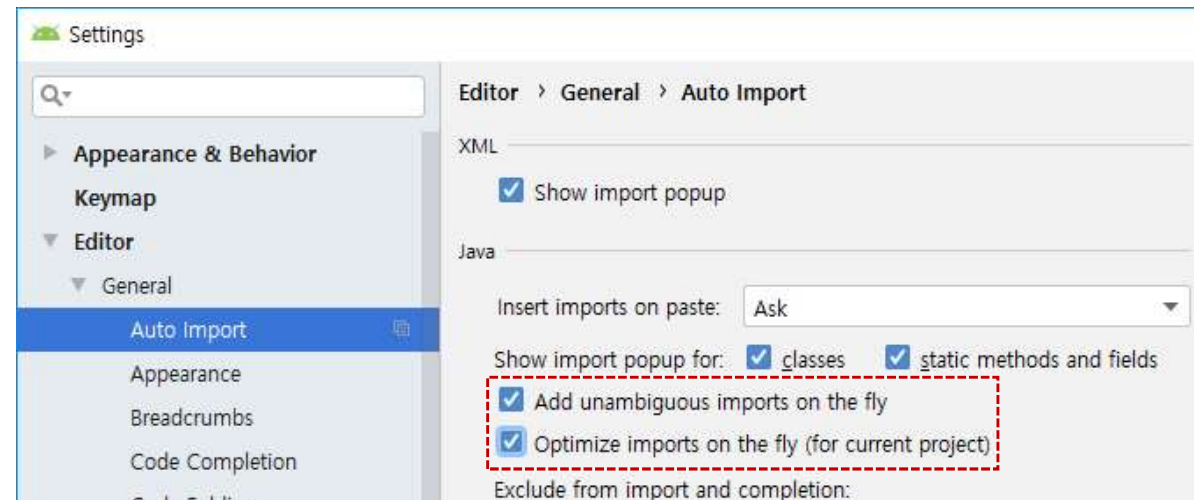 Settings
Appearance & Behavior
Keymap
Editor
General
Auto Import
Appearance
Breadcrumbs
Code Completion
Editor > General > Auto Import
XML
Show import popup
Java
Insert imports on paste: Ask
Show import popup for: classes static methods and fields
Add unambiguous imports on the fly
Optimize imports on the fly (for current project)
Exclude from import and completion: